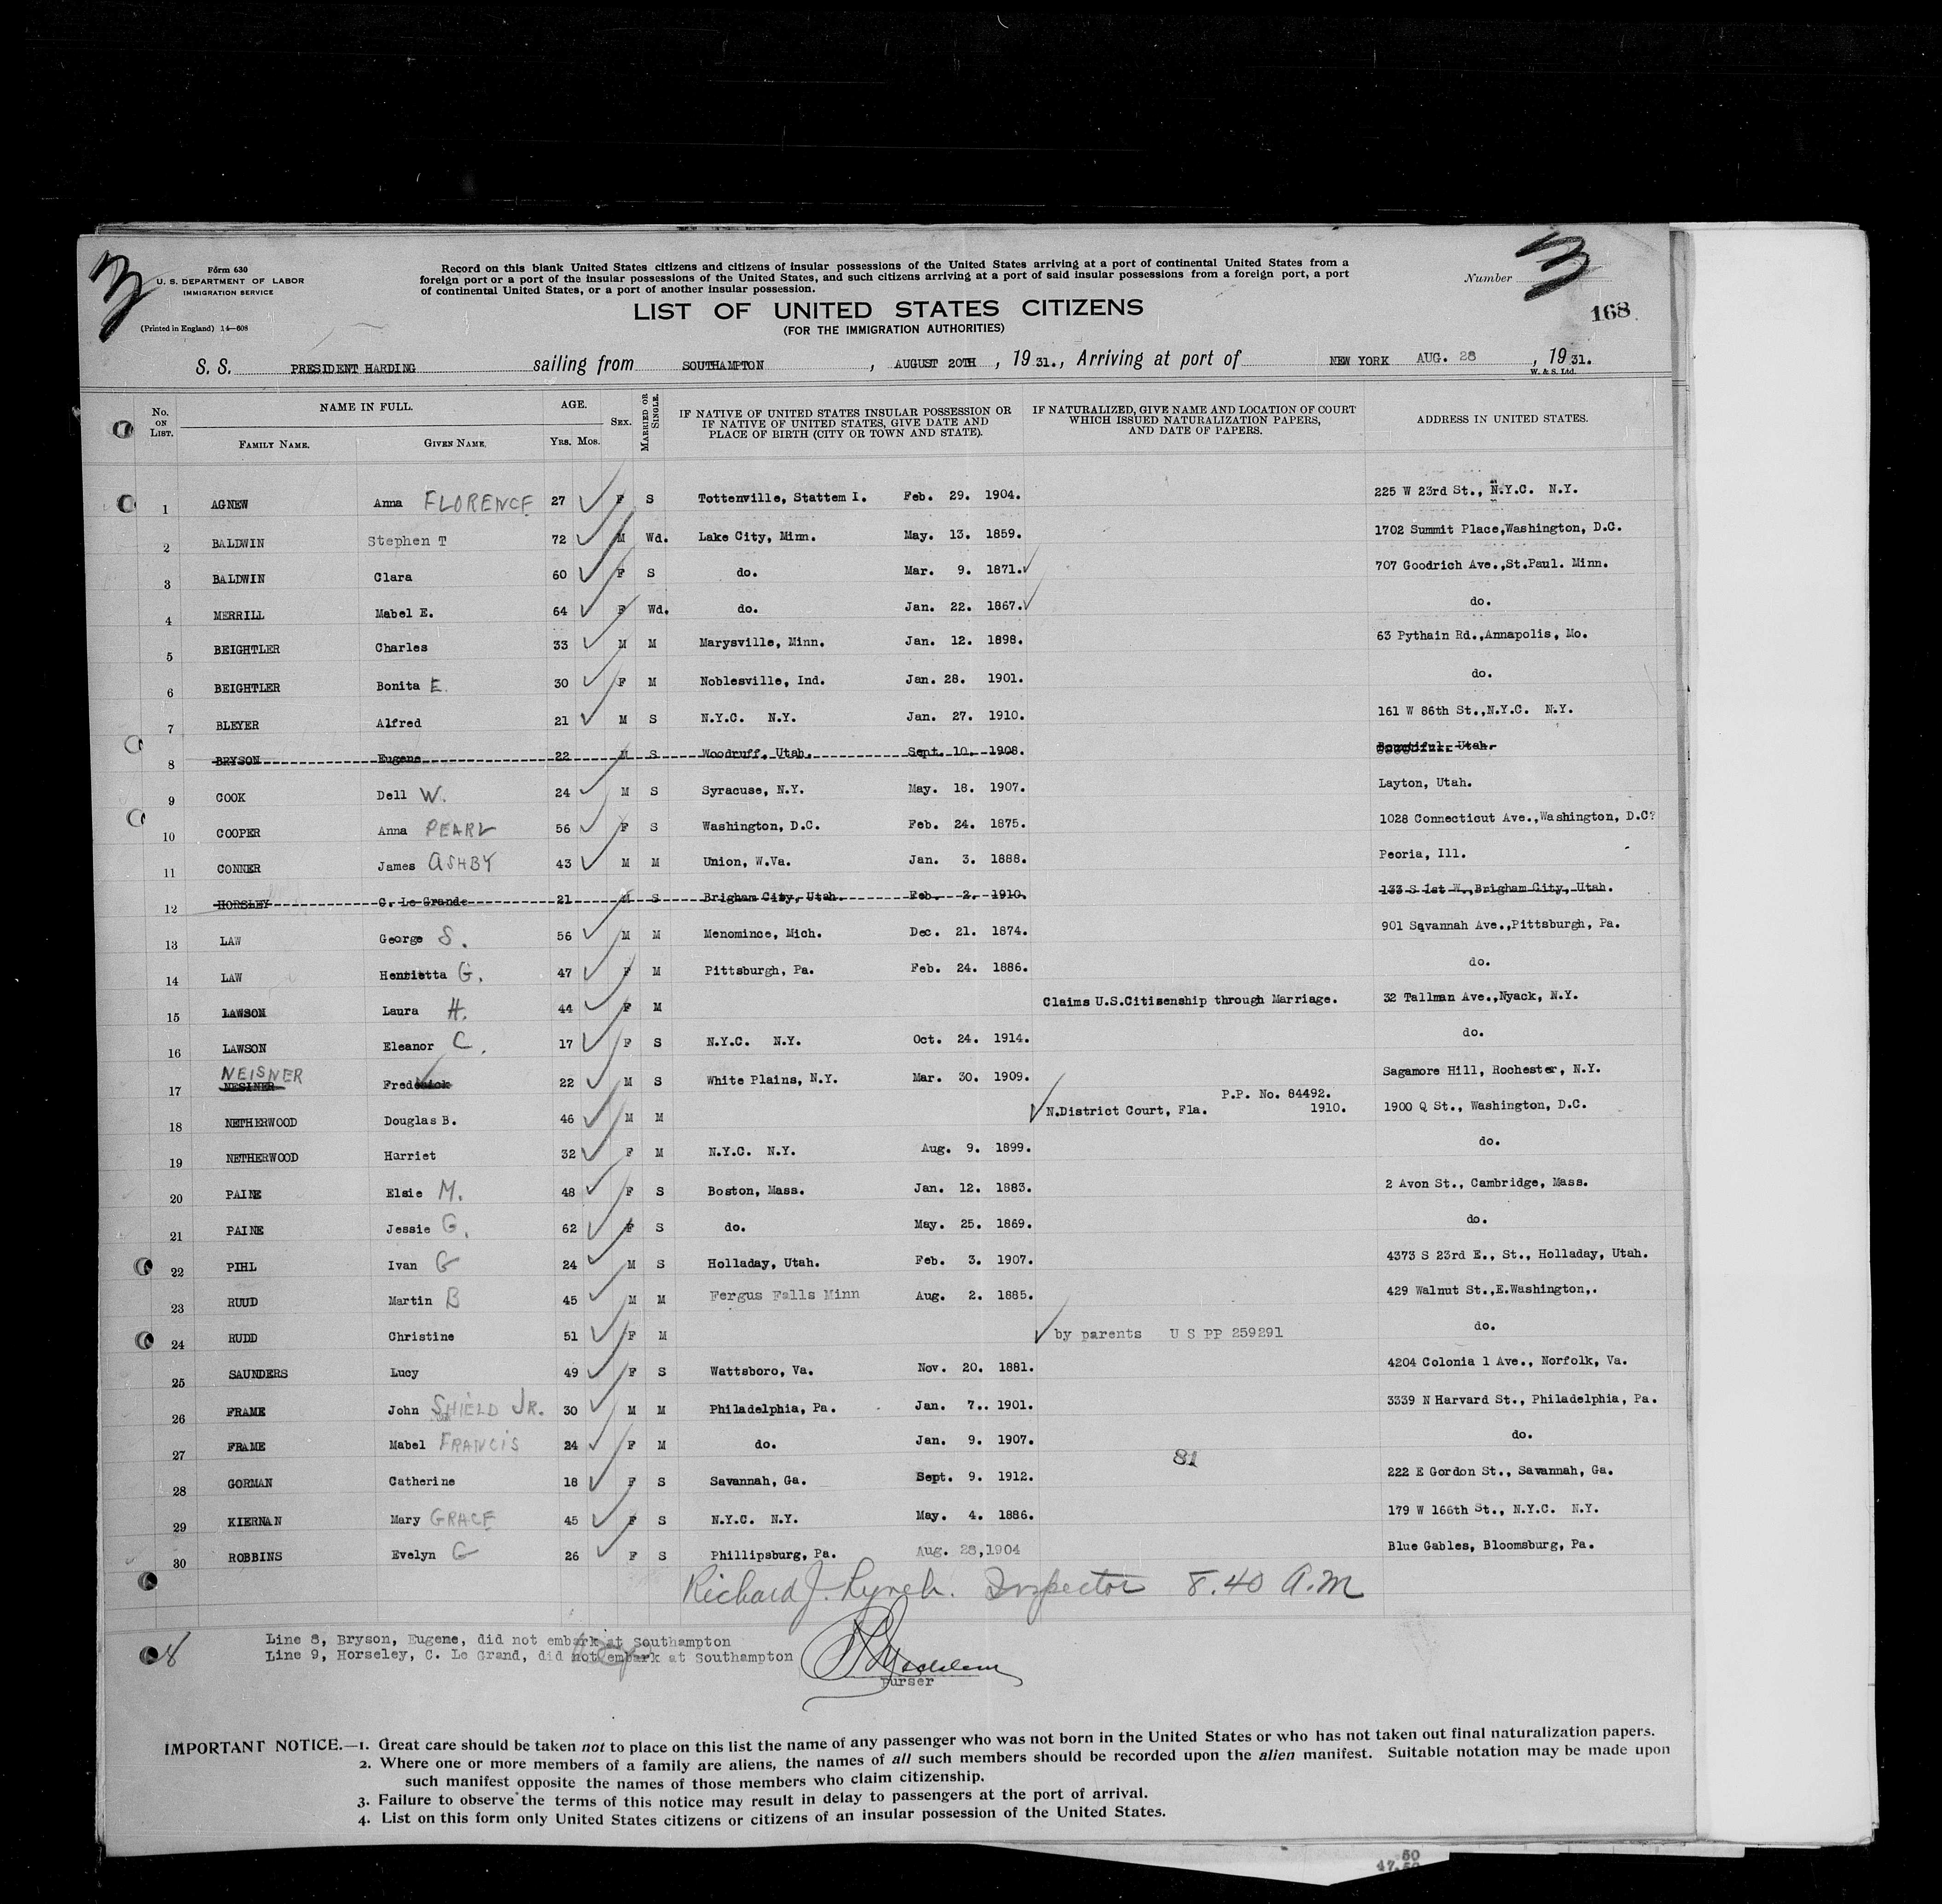 Form 630
U. S. DEPARTMENT OF LABOR
IMMIGRATION SERVICE
(Printed in England) 14—608
Record on this blank United States citizens and citizens of insular possessions of the United States arriving at a port of continental United States from a
foreign port or a port of the insular possessions of the United States, and such citizens arriving at a port of said insular possessions from a foreign port, a port
of continental United States, or a port of another insular possession.
Number
168
LIST OF UNITED STATES CITIZENS
(FOR THE IMMIGRATION AUTHORITIES)
S. S. PRESIDENT HARDING sailing from SOUTHAMPTON , AUGUST 20TH , 19 31., Arriving at port of NEW YORK AUG. 28 , 19 31.
W. & S. Ltd.
No. ON LIST. NAME IN FULL. AGE. SEX. MARRIED OR SINGLE. IF NATIVE OF UNITED STATES INSULAR POSSESSION OR IF NATIVE OF UNITED STATES, GIVE DATE AND PLACE OF BIRTH (CITY OR TOWN AND STATE). IF NATURALIZED, GIVE NAME AND LOCATION OF COURT WHICH ISSUED NATURALIZATION PAPERS, AND DATE OF PAPERS. ADDRESS IN UNITED STATES.
FAMILY NAME. GIVEN NAME. YRS. MOS.
1 AGNEW Anna FLORENCE 27 F S Tottenville, Stattem I. Feb. 29. 1904. 225 W 23rd St., N.Y.C. N.Y.
2 BALDWIN Stephen T 72 M Wd. Lake City, Minn. May. 13. 1859. 1702 Summit Place,Washington, D.C.
3 BALDWIN Clara 60 F S do. Mar. 9. 1871. 707 Goodrich Ave.,St.Paul. Minn.
4 MERRILL Mabel E. 64 F Wd. do. Jan. 22. 1867. do.
5 BEIGHTLER Charles 33 M M Marysville, Minn. Jan. 12. 1898. 63 Pythain Rd.,Annapolis, Mo.
6 BEIGHTLER Bonita E. 30 F M Noblesville, Ind. Jan. 28. 1901. do.
7 BLEYER Alfred 21 M S N.Y.C. N.Y. Jan. 27. 1910. 161 W 86th St.,N.Y.C. N.Y.
8 BRYSON Eugene 22 M S Woodruff, Utah. Sept. 10. 1908. Bountiful, Utah.
9 COOK Dell W. 24 M S Syracuse, N.Y. May. 18. 1907. Layton, Utah.
10 COOPER Anna PEARL 56 F S Washington, D.C. Feb. 24. 1875. 1028 Connecticut Ave.,Washington, D.C?
11 CONNER James ASHBY 43 M M Union, W.Va. Jan. 3. 1888. Peoria, Ill.
12 HORSLEY C. Le Grande 21 M S Brigham City, Utah. Feb. 2. 1910. 133 S 1st W.,Brigham City, Utah.
13 LAW George S. 56 M M Menomince, Mich. Dec. 21. 1874. 901 Savannah Ave.,Pittsburgh, Pa.
14 LAW Henrietta G. 47 F M Pittsburgh, Pa. Feb. 24. 1886. do.
15 LAWSON Laura H. 44 F M Claims U.S.Citisenship through Marriage. 32 Tallman Ave.,Nyack, N.Y.
16 LAWSON Eleanor C. 17 F S N.Y.C. N.Y. Oct. 24. 1914. do.
NEISNER
17 NESINER Frederick 22 M S White Plains, N.Y. Mar. 30. 1909. Sagamore Hill, Rochester, N.Y.
P.P. No. 84492.
18 NETHERWOOD Douglas B. 46 M M N.District Court, Fla. 1910. 1900 Q St., Washington, D.C.
19 NETHERWOOD Harriet 32 F M N.Y.C. N.Y. Aug. 9. 1899. do.
20 PAINE Elsie M. 48 F S Boston, Mass. Jan. 12. 1883. 2 Avon St., Cambridge, Mass.
21 PAINE Jessie G. 62 F S do. May. 25. 1869. do.
22 PIHL Ivan G 24 M S Holladay, Utah. Feb. 3. 1907. 4373 S 23rd E., St., Holladay, Utah.
23 RUUD Martin B 45 M M Fergus Falls Minn Aug. 2. 1885. 429 Walnut St.,E.Washington,.
24 RUDD Christine 51 F M by parents U S PP 259291 do.
25 SAUNDERS Lucy 49 F S Wattsboro, Va. Nov. 20. 1881. 4204 Colonia l Ave., Norfolk, Va.
26 FRAME John SHIELD JR. 30 M M Philadelphia, Pa. Jan. 7.. 1901. 3339 N Harvard St., Philadelphia, Pa.
27 FRAME Mabel FRANCIS 24 F M do. Jan. 9. 1907. do.
81
28 GORMAN Catherine 18 F S Savannah, Ga. Sept. 9. 1912. 222 E Gordon St., Savannah, Ga.
29 KIERNAN Mary GRACE 45 F S N.Y.C. N.Y. May. 4. 1886. 179 W 166th St., N.Y.C. N.Y.
30 ROBBINS Evelyn G 26 F S Phillipsburg, Pa. Aug. 28,1904 Blue Gables, Bloomsburg, Pa.
Richard J. Lynch. Inspector 8.40 A.M
Line 8, Bryson, Eugene, did not embark at Southampton
Line 9, Horseley, C. Le Grand, did not embark at Southampton
Purser
IMPORTANT NOTICE.—1. Great care should be taken not to place on this list the name of any passenger who was not born in the United States or who has not taken out final naturalization papers.
2. Where one or more members of a family are aliens, the names of all such members should be recorded upon the alien manifest. Suitable notation may be made upon
such manifest opposite the names of those members who claim citizenship.
3. Failure to observe the terms of this notice may result in delay to passengers at the port of arrival.
4. List on this form only United States citizens or citizens of an insular possession of the United States.